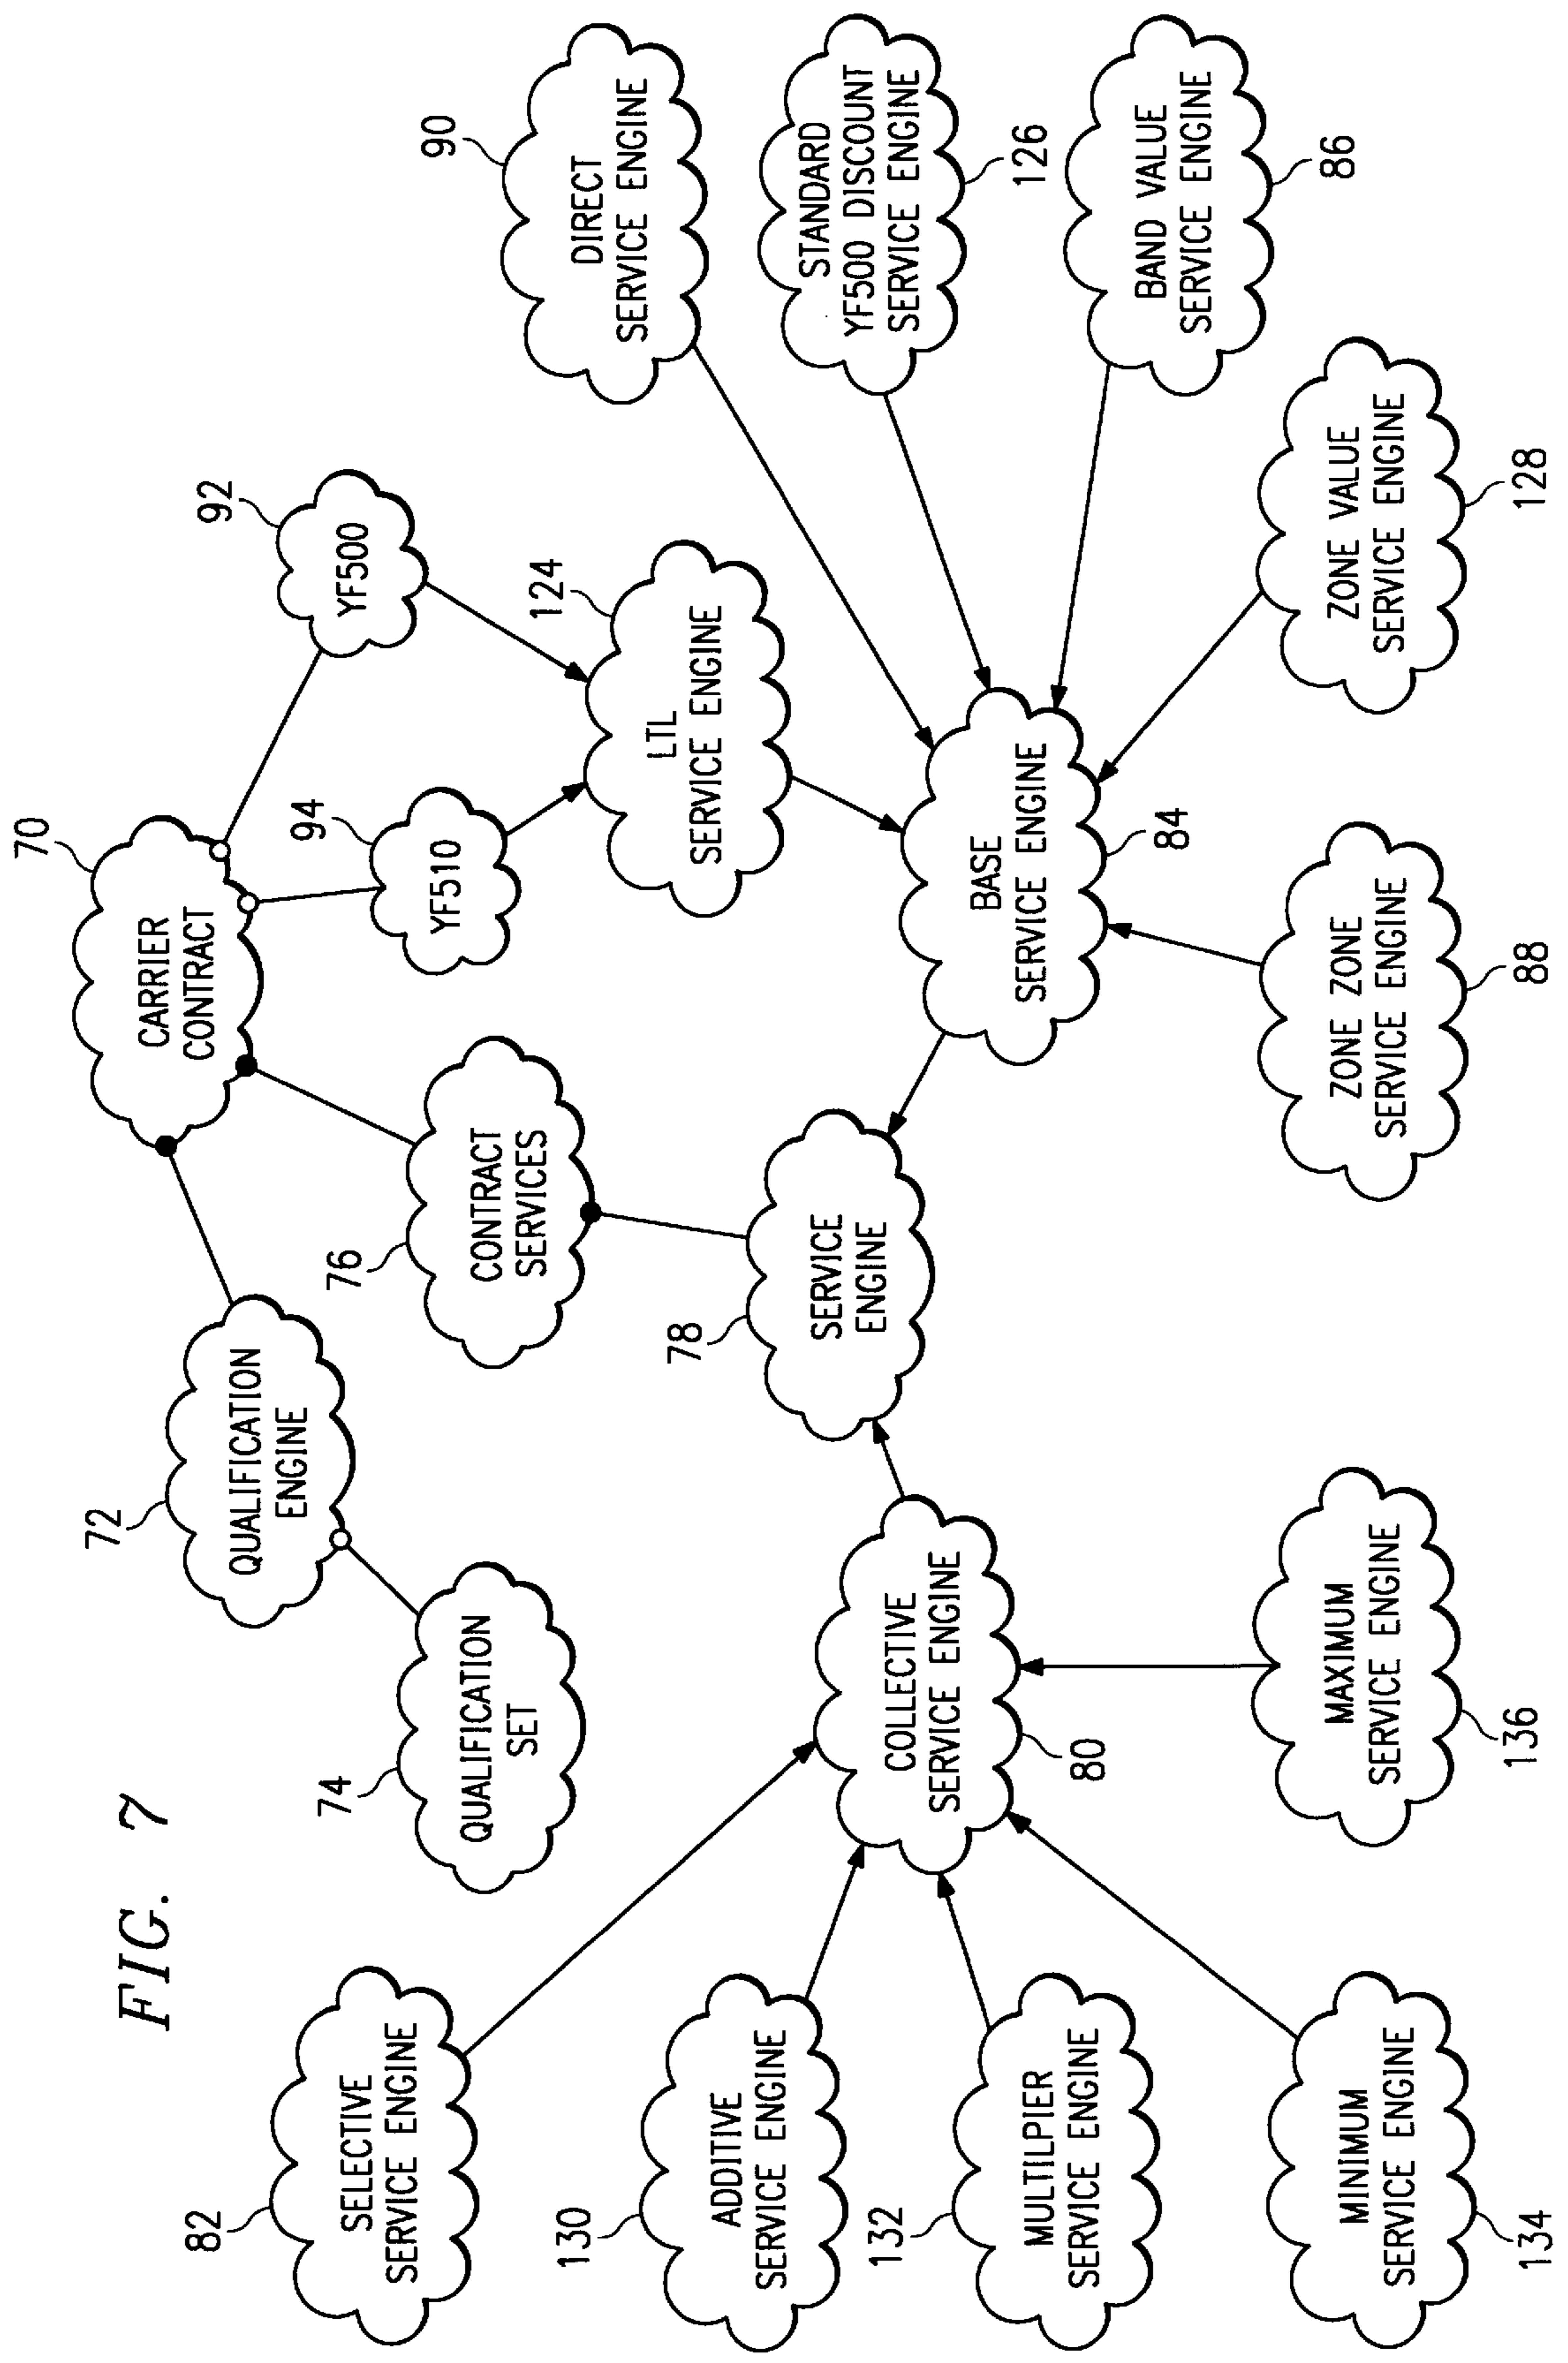 FIG. 7
70
CARRIER
CONTRACT
72
QUALIFICATION
ENGINE
74
QUALIFICATION
SET
76
CONTRACT
SERVICES
94
YF510
92
YF500
90
DIRECT
SERVICE ENGINE
82
SELECTIVE
SERVICE ENGINE
78
SERVICE
ENGINE
124
LTL
SERVICE ENGINE
STANDARD
YF500 DISCOUNT
SERVICE ENGINE
126
130
ADDITIVE
SERVICE ENGINE
COLLECTIVE
SERVICE ENGINE
80
BASE
SERVICE ENGINE
84
BAND VALUE
SERVICE ENGINE
86
132
MULTILPIER
SERVICE ENGINE
MINIMUM
SERVICE ENGINE
134
MAXIMUM
SERVICE ENGINE
136
ZONE ZONE
SERVICE ENGINE
88
ZONE VALUE
SERVICE ENGINE
128